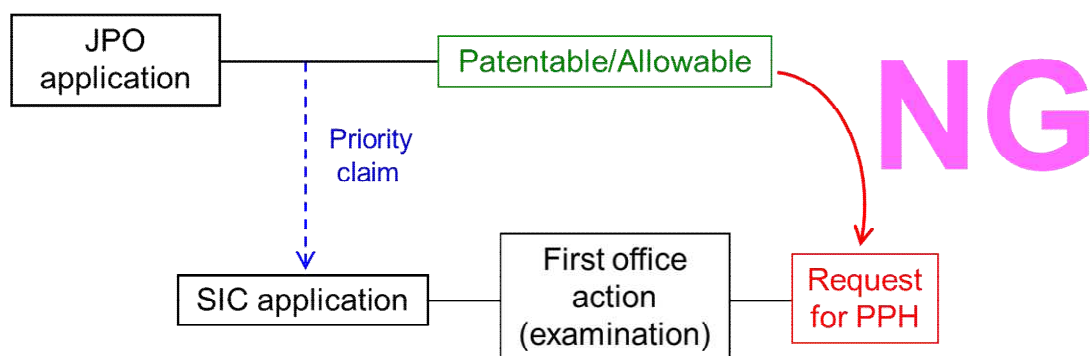 JPO
application
Patentable/Allowable
NG
Priority
claim
SIC application
First office
action
(examination)
Request
for PPH